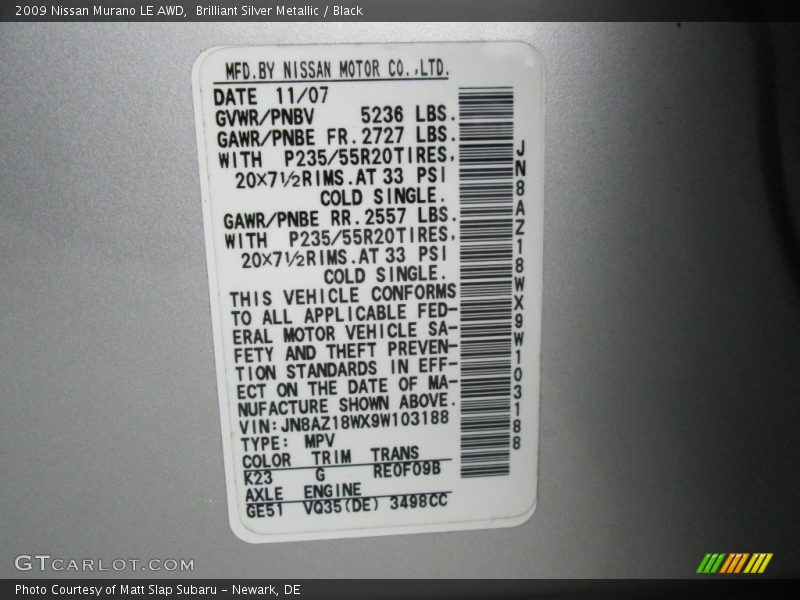 2009 Nissan Murano LE AWD,  Brilliant Silver Metallic / Black
MFD.BY NISSAN MOTOR CO.,LTD.
DATE 11/07
GVWR/PNBV 5236 LBS.
GAWR/PNBE FR.2727 LBS.
WITH P235/55R20TIRES,
20×7½RIMS.AT 33 PSI
COLD SINGLE.
GAWR/PNBE RR.2557 LBS.
WITH P235/55R20TIRES,
20×7½RIMS.AT 33 PSI
COLD SINGLE.
THIS VEHICLE CONFORMS
TO ALL APPLICABLE FED-
ERAL MOTOR VEHICLE SA-
FETY AND THEFT PREVEN-
TION STANDARDS IN EFF-
ECT ON THE DATE OF MA-
NUFACTURE SHOWN ABOVE.
VIN:JN8AZ18WX9W103188
TYPE: MPV
COLOR TRIM TRANS
K23 G RE0F09B
AXLE ENGINE
GE51 VQ35(DE) 3498CC
JN8AZ18WX9W103188
GTCARLOT.COM
Photo Courtesy of Matt Slap Subaru - Newark, DE